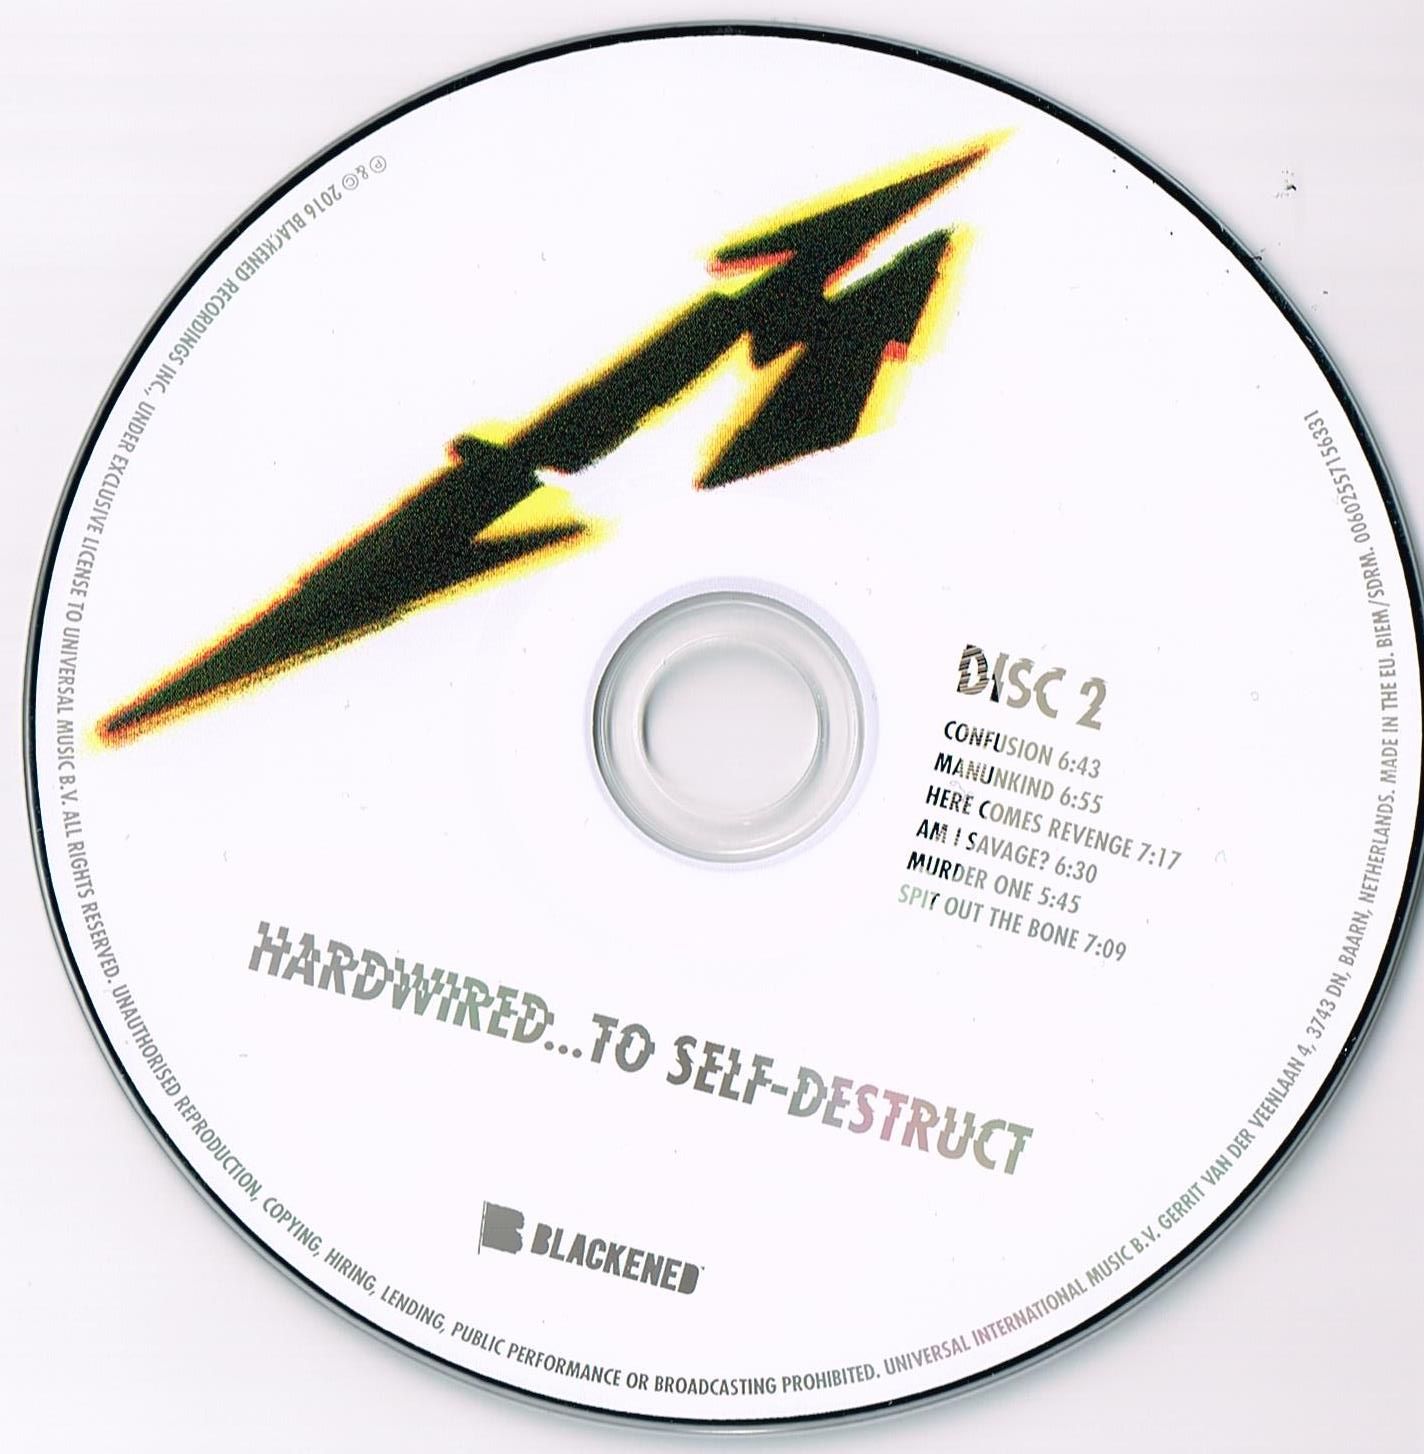 DISC 2
CONFUSION 6:43
MANUNKIND 6:55
HERE COMES REVENGE 7:17
AM I SAVAGE? 6:30
MURDER ONE 5:45
SPIT OUT THE BONE 7:09
HARDWIRED...TO SELF-DESTRUCT
B BLACKENED
℗ & © 2016 BLACKENED RECORDINGS INC., UNDER EXCLUSIVE LICENSE TO UNIVERSAL MUSIC B.V. ALL RIGHTS RESERVED. UNAUTHORISED REPRODUCTION, COPYING, HIRING, LENDING, PUBLIC PERFORMANCE OR BROADCASTING PROHIBITED. UNIVERSAL INTERNATIONAL MUSIC B.V. GERRIT VAN DER VEENLAAN 4, 3743 DN, BAARN, NETHERLANDS. MADE IN THE EU. BIEM/SDRM. 00602557156331